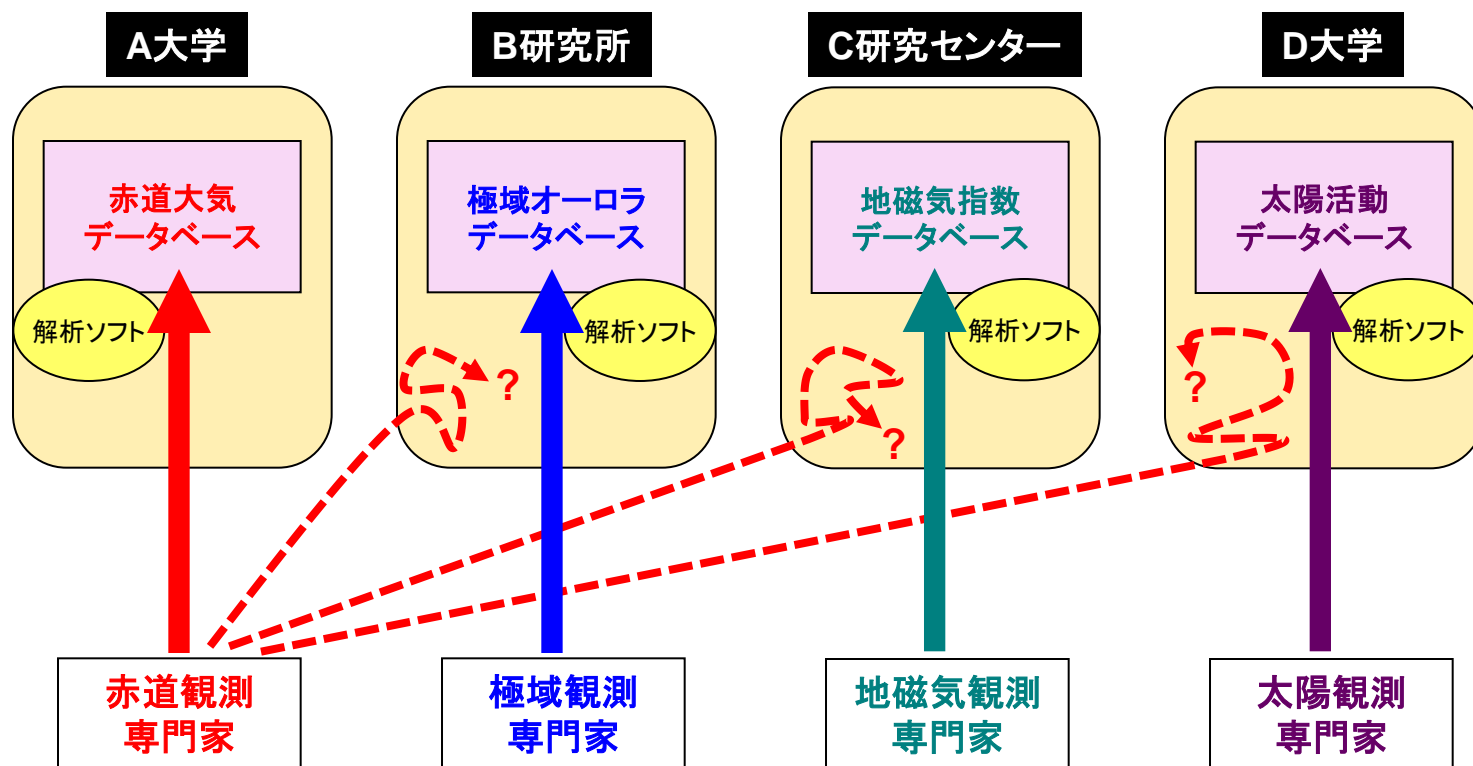 A大学
B研究所
C研究センター
D大学
赤道大気
データベース
極域オーロラ
データベース
地磁気指数
データベース
太陽活動
データベース
解析ソフト
解析ソフト
解析ソフト
解析ソフト
?
?
?
赤道観測
専門家
極域観測
専門家
地磁気観測
専門家
太陽観測
専門家